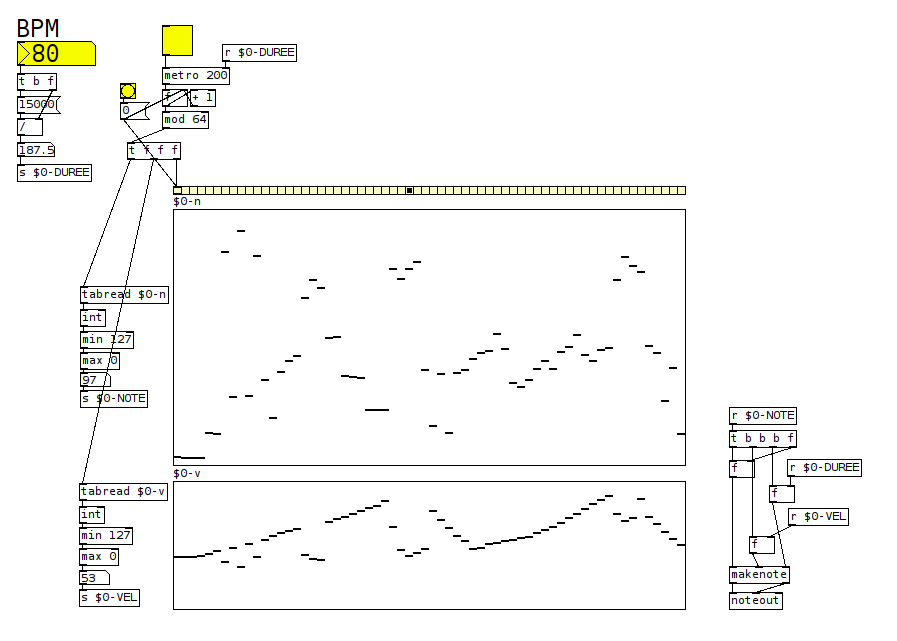 BPM
80
t b f
15000
/
187.5
s $0-DUREE
r $0-DUREE
metro 200
f
+ 1
0
mod 64
t f f f
$0-n
tabread $0-n
int
min 127
max 0
97
s $0-NOTE
$0-v
tabread $0-v
int
min 127
max 0
53
s $0-VEL
r $0-NOTE
t b b b f
f
r $0-DUREE
f
r $0-VEL
f
makenote
noteout